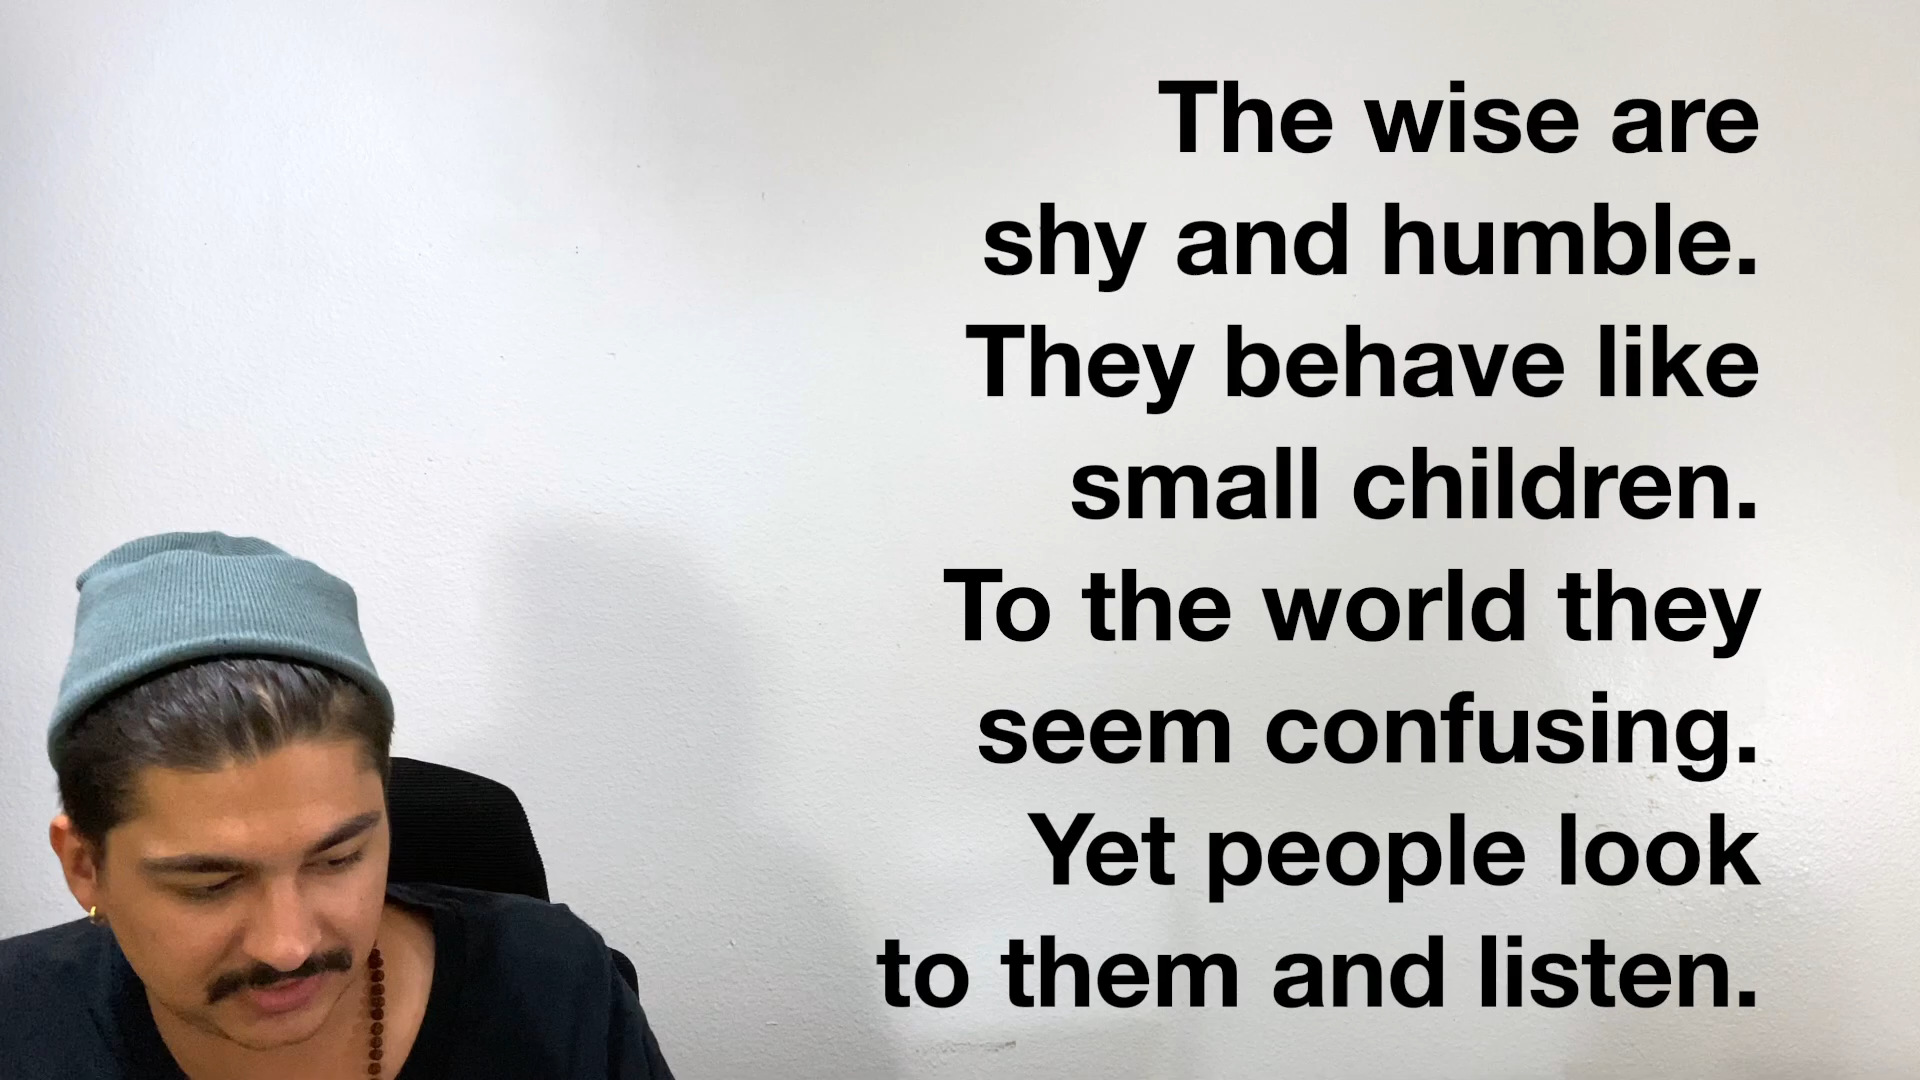 The wise are
shy and humble.
They behave like
small children.
To the world they
seem confusing.
Yet people look
to them and listen.